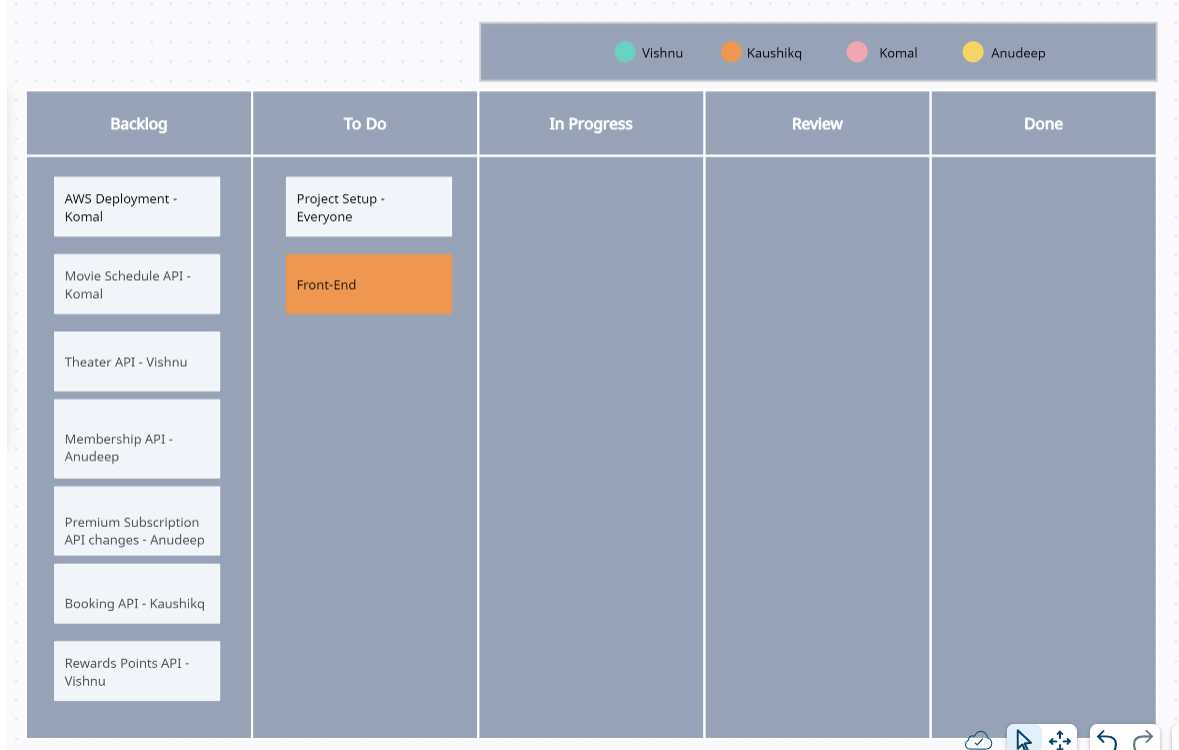 Vishnu
Kaushikq
Komal
Anudeep
Backlog
To Do
In Progress
Review
Done
AWS Deployment -
Komal
Movie Schedule API -
Komal
Theater API - Vishnu
Membership API -
Anudeep
Premium Subscription
API changes - Anudeep
Booking API - Kaushikq
Rewards Points API -
Vishnu
Project Setup -
Everyone
Front-End